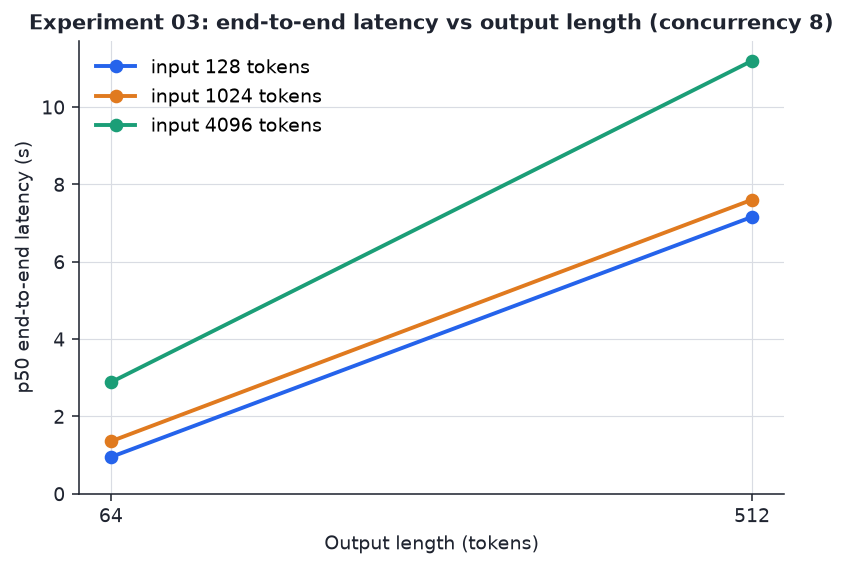 Experiment 03: end-to-end latency vs output length (concurrency 8)
input 128 tokens
input 1024 tokens
input 4096 tokens
p50 end-to-end latency (s)
10
8
6
4
2
0
64
512
Output length (tokens)